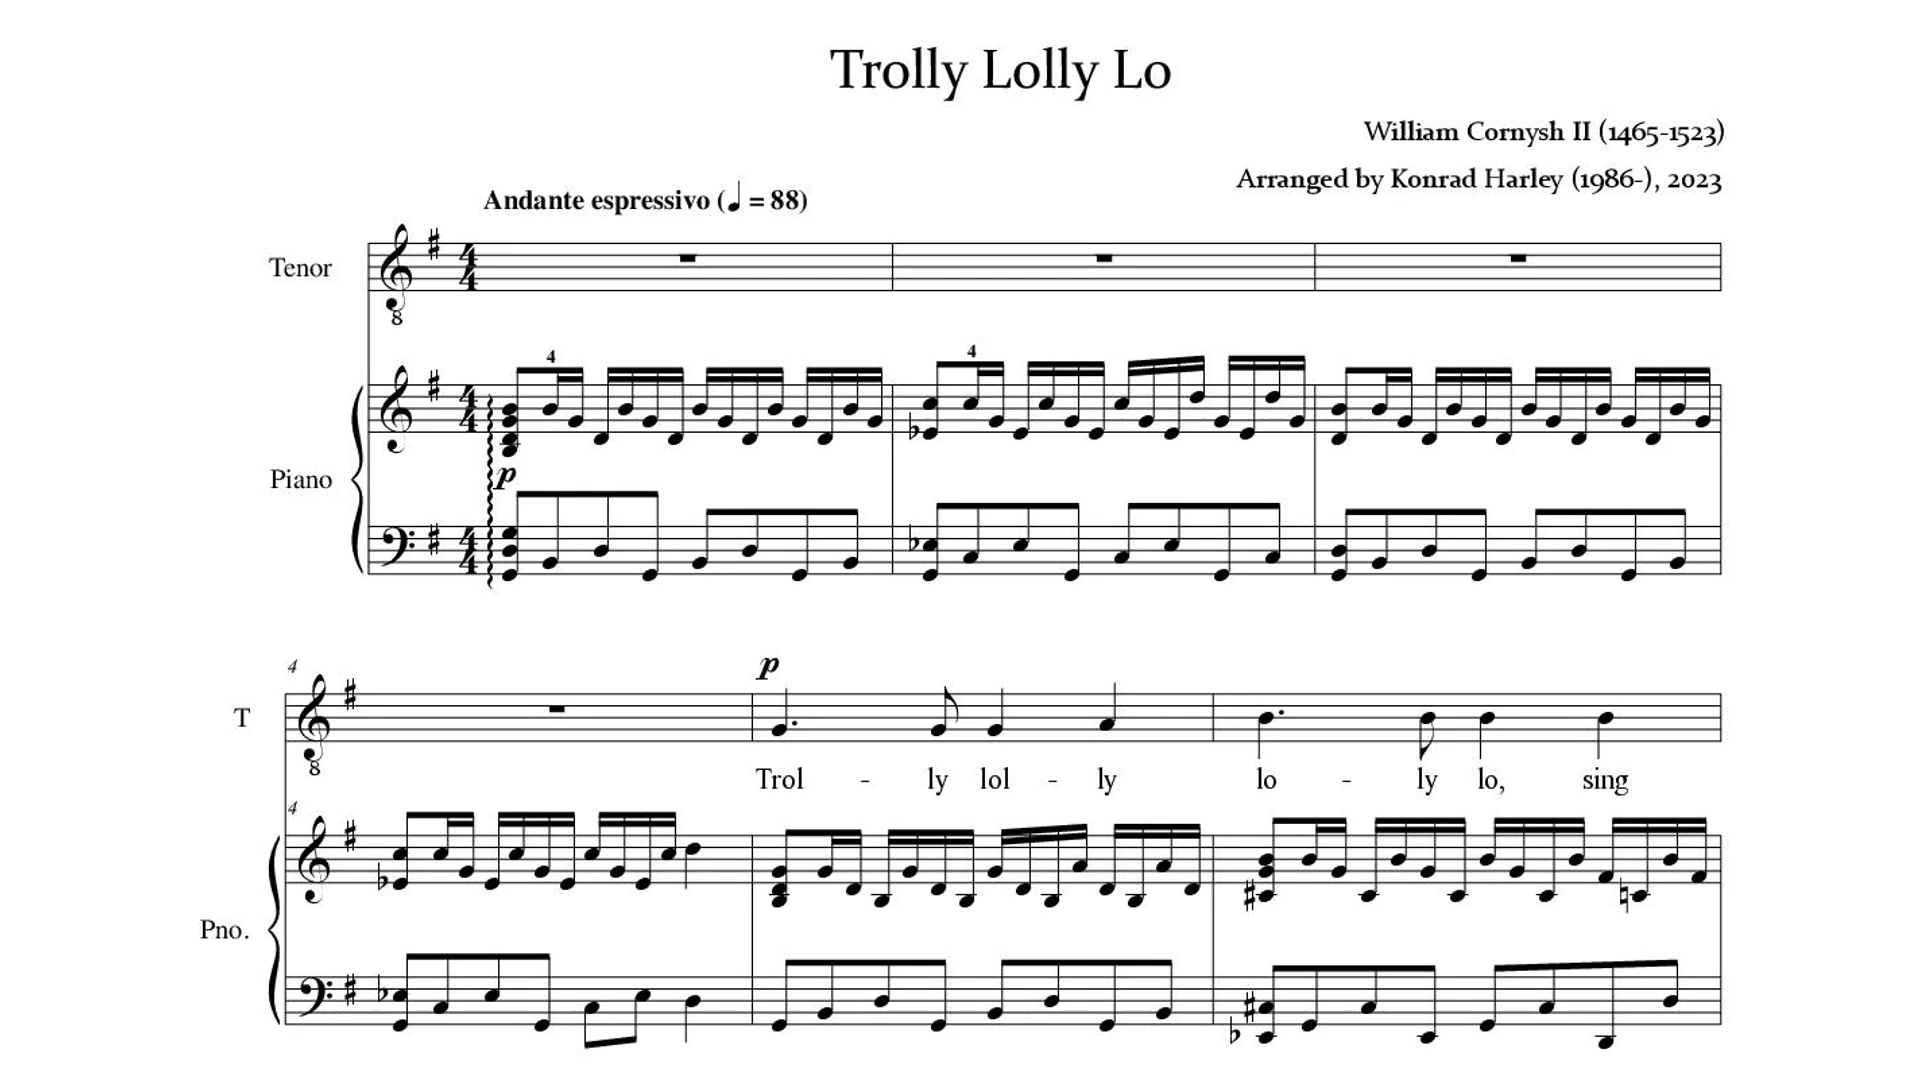 Trolly Lolly Lo
William Cornysh II (1465-1523)
Arranged by Konrad Harley (1986-), 2023
Andante espressivo (♩ = 88)
Tenor
8
4
4
4 4
p
Piano
4
p
T
8
Trol - ly lol - ly lo - ly lo, sing
4
Pno.